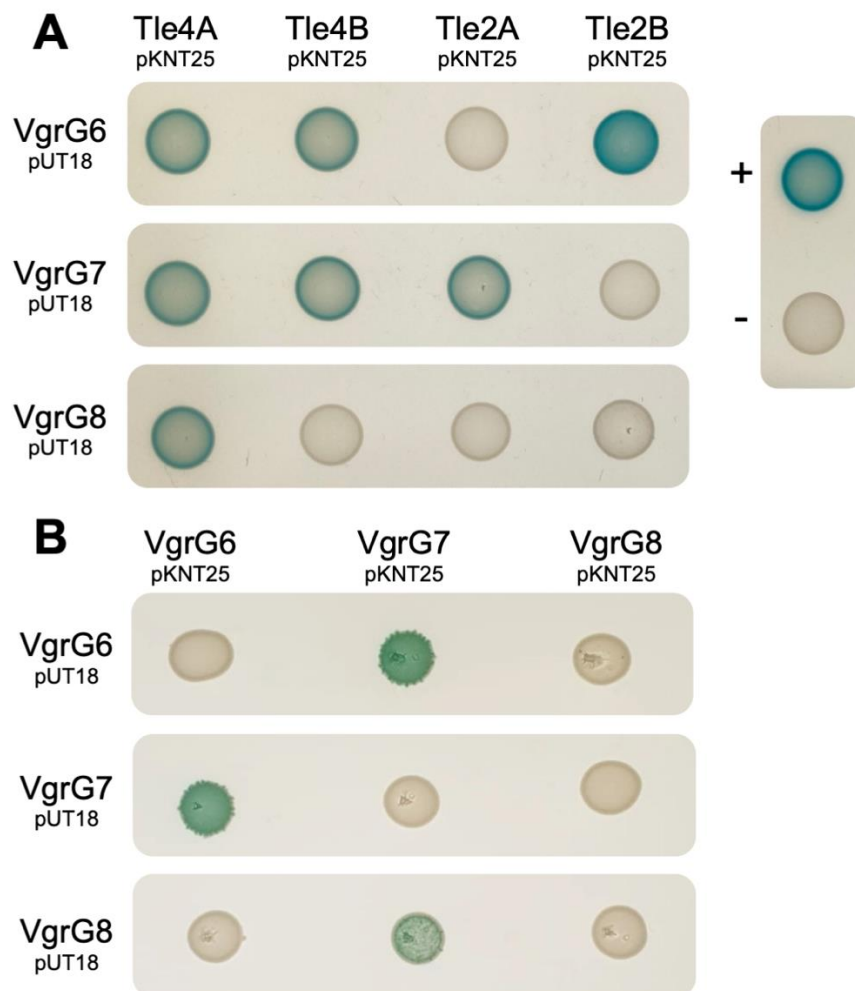 A
Tle4A Tle4B Tle2A Tle2B
pKNT25 pKNT25 pKNT25 pKNT25
VgrG6
pUT18
+
VgrG7
pUT18
-
VgrG8
pUT18
B
VgrG6 VgrG7 VgrG8
pKNT25 pKNT25 pKNT25
VgrG6
pUT18
VgrG7
pUT18
VgrG8
pUT18